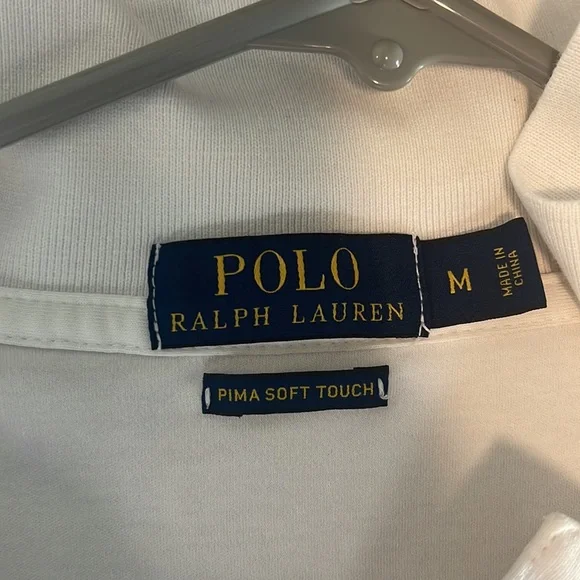 POLO
RALPH LAUREN
M
MADE IN
CHINA
PIMA SOFT TOUCH